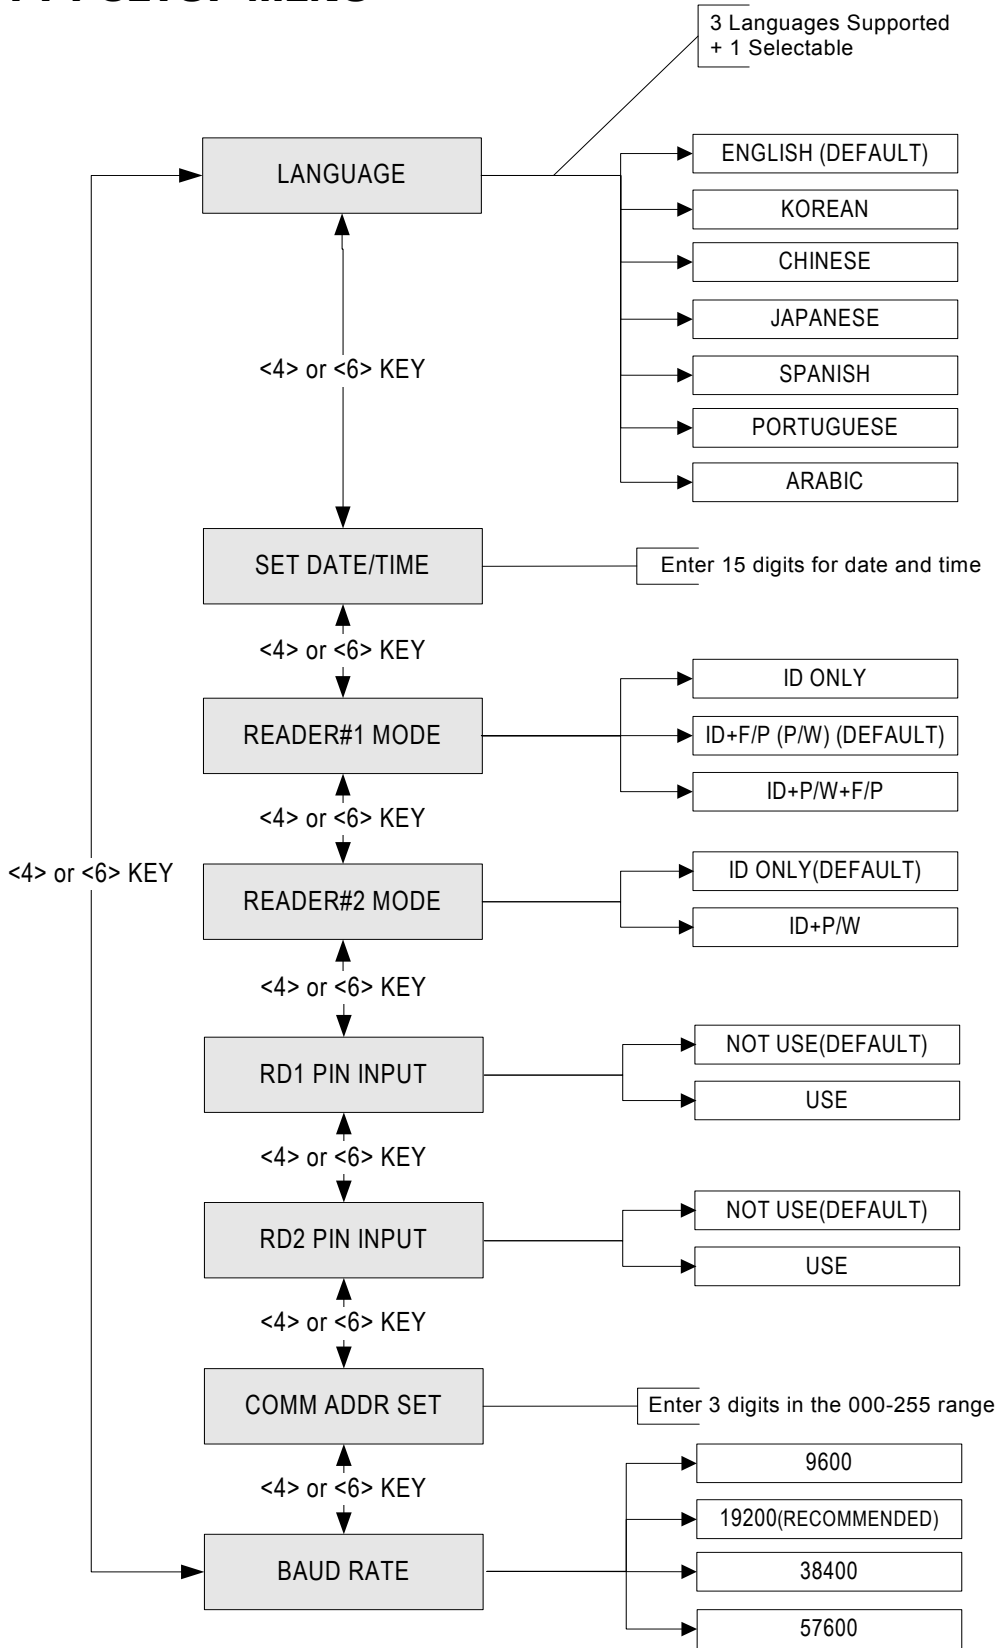 SETUP MENU
3 Languages Supported
+ 1 Selectable
LANGUAGE
ENGLISH (DEFAULT)
KOREAN
CHINESE
JAPANESE
SPANISH
PORTUGUESE
ARABIC
<4> or <6> KEY
SET DATE/TIME
Enter 15 digits for date and time
<4> or <6> KEY
READER#1 MODE
ID ONLY
ID+F/P (P/W) (DEFAULT)
ID+P/W+F/P
<4> or <6> KEY
<4> or <6> KEY
READER#2 MODE
ID ONLY(DEFAULT)
ID+P/W
<4> or <6> KEY
RD1 PIN INPUT
NOT USE(DEFAULT)
USE
<4> or <6> KEY
RD2 PIN INPUT
NOT USE(DEFAULT)
USE
<4> or <6> KEY
COMM ADDR SET
Enter 3 digits in the 000-255 range
<4> or <6> KEY
BAUD RATE
9600
19200(RECOMMENDED)
38400
57600